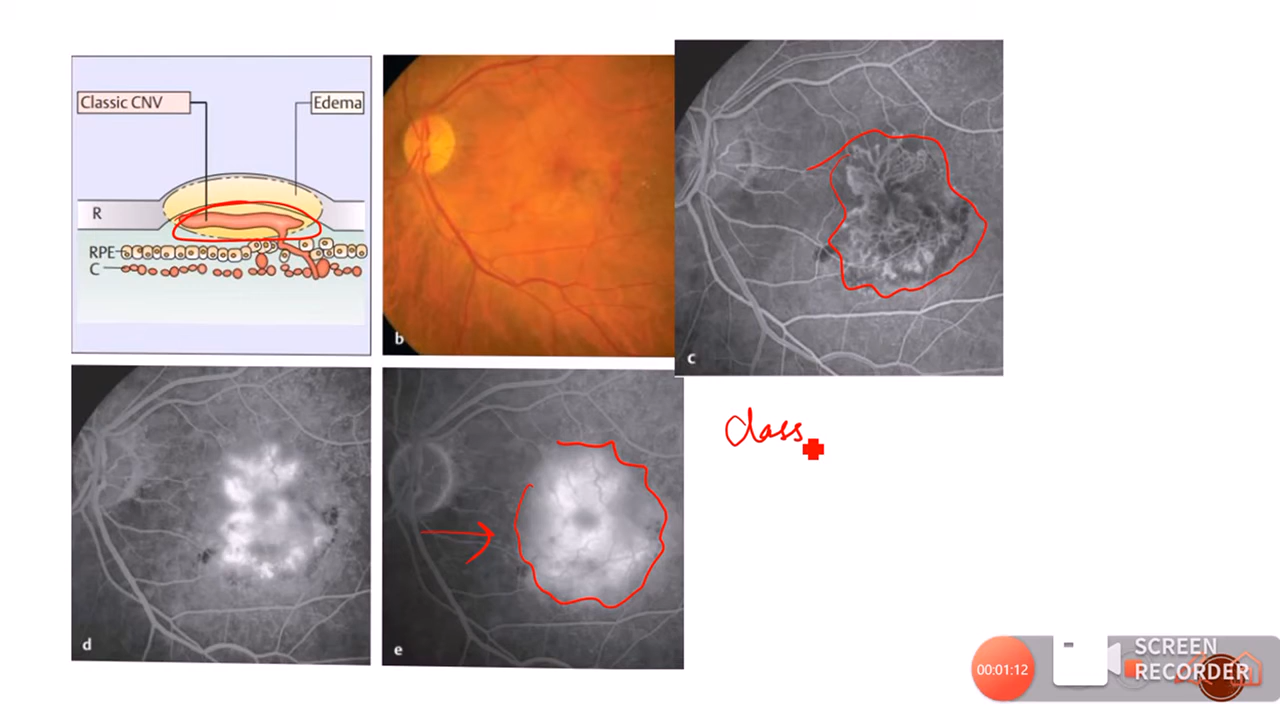 Classic CNV
Edema
R
RPE
C
b
c
d
e
class
00:01:12
SCREEN
RECORDER